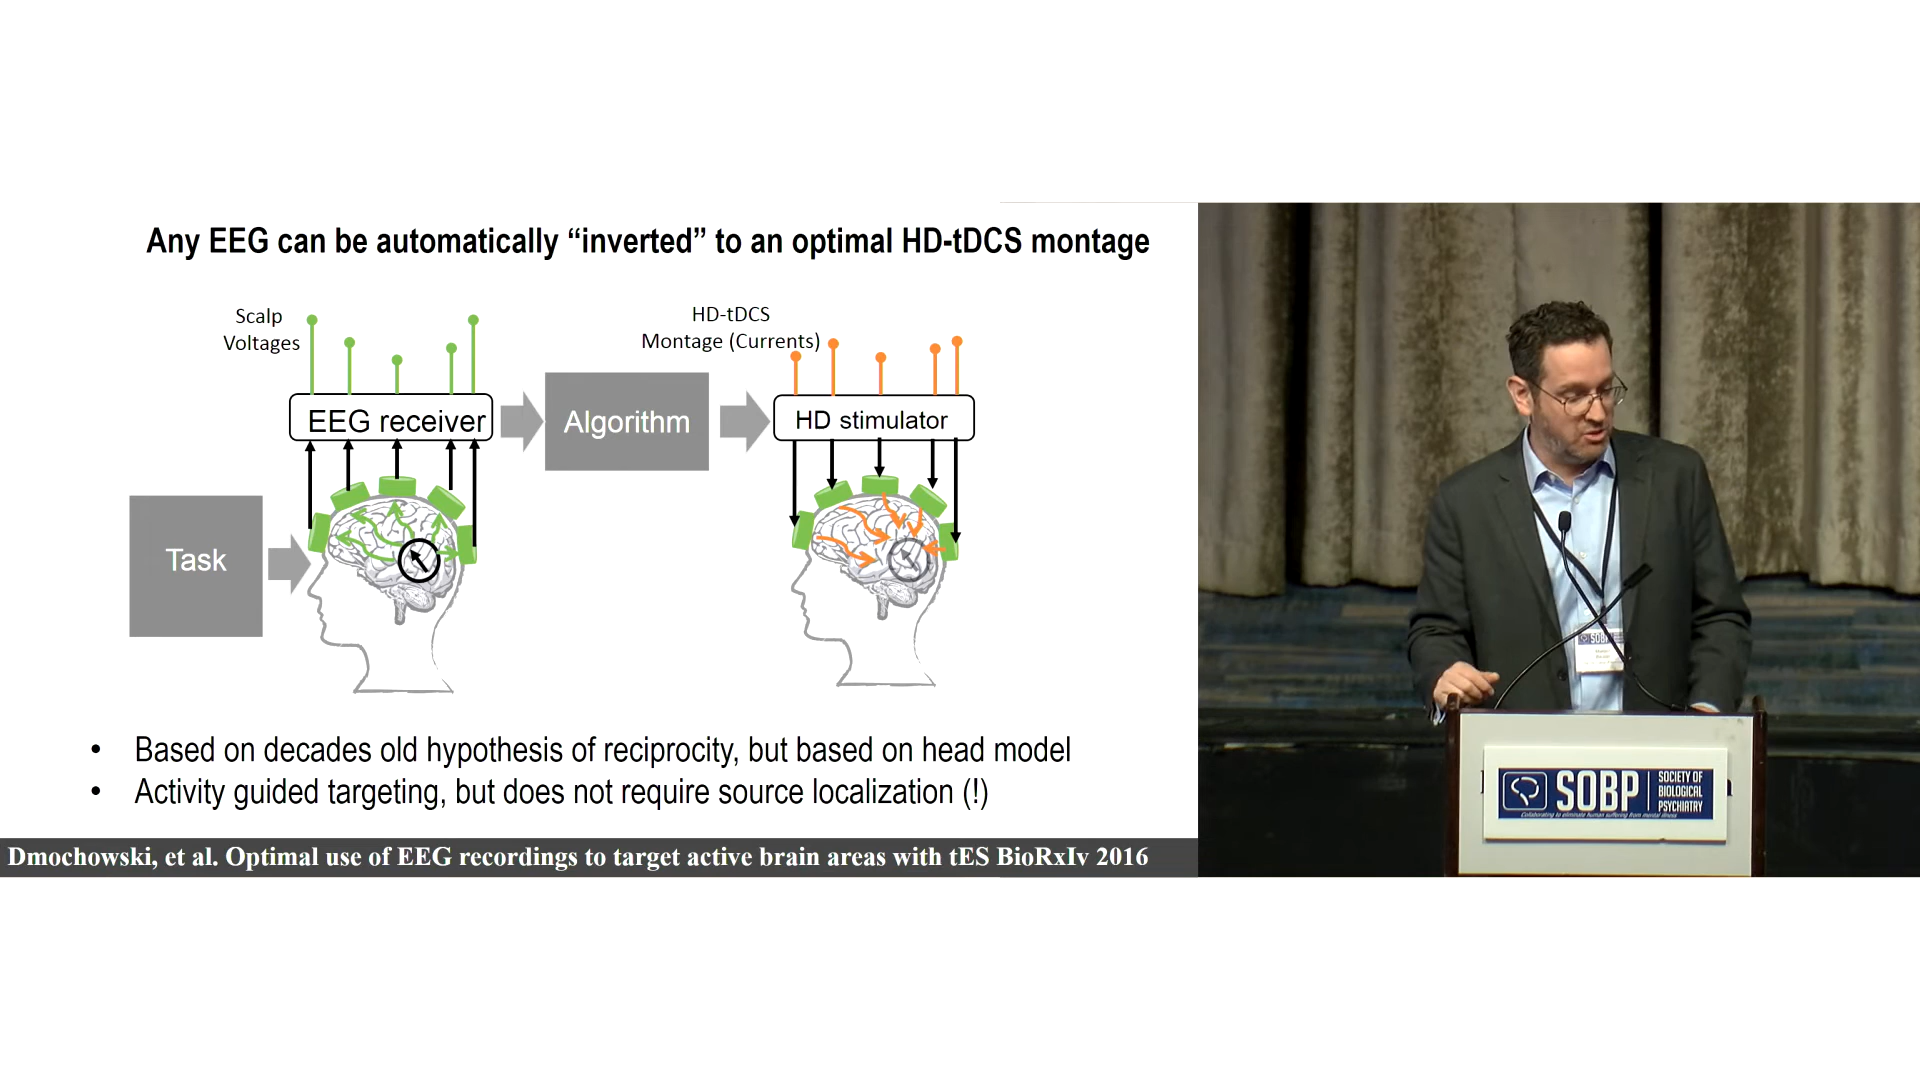 Any EEG can be automatically “inverted” to an optimal HD-tDCS montage
Scalp
Voltages
HD-tDCS
Montage (Currents)
EEG receiver
Algorithm
HD stimulator
Task
• Based on decades old hypothesis of reciprocity, but based on head model
• Activity guided targeting, but does not require source localization (!)
Dmochowski, et al. Optimal use of EEG recordings to target active brain areas with tES BioRxIv 2016
SOBP
SOBP
SOCIETY OF
BIOLOGICAL
PSYCHIATRY
Collaborating to eliminate human suffering from mental illness